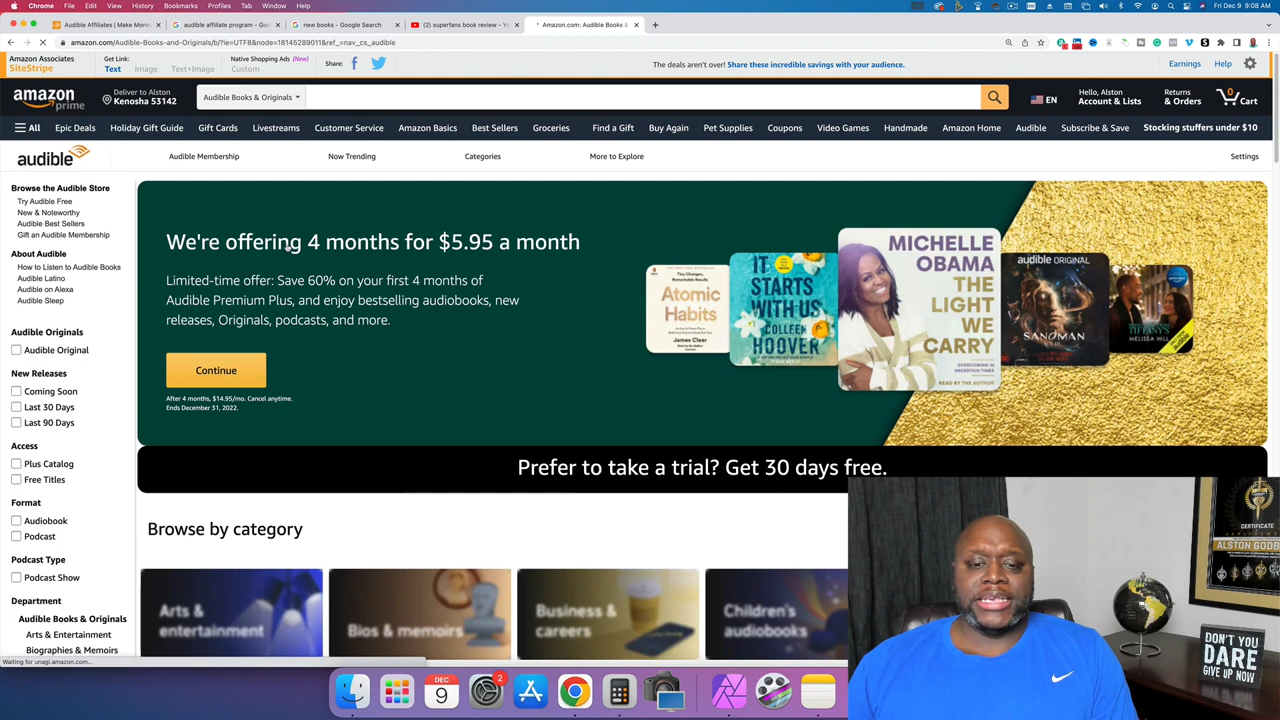 Chrome File Edit View History Bookmarks Profiles Tab Window Help Fri Dec 9 9:08 AM
Audible Affiliates | Make Mone audible affiliate program - Goo new books - Google Search (2) superfans book review - Yo Amazon.com: Audible Books &
amazon.com/Audible-Books-and-Originals/b/?ie=UTF8&node=18145289011&ref_=nav_cs_audible
Amazon Associates
SiteStripe
Get Link:
Text Image Text+Image
Native Shopping Ads (New)
Custom
Share:
The deals aren't over! Share these incredible savings with your audience.
Earnings Help
amazon prime
Deliver to Alston
Kenosha 53142
Audible Books & Originals
EN
Hello, Alston
Account & Lists
Returns
& Orders
0
Cart
All Epic Deals Holiday Gift Guide Gift Cards Livestreams Customer Service Amazon Basics Best Sellers Groceries Find a Gift Buy Again Pet Supplies Coupons Video Games Handmade Amazon Home Audible Subscribe & Save Stocking stuffers under $10
audible Audible Membership Now Trending Categories More to Explore Settings
Browse the Audible Store
Try Audible Free
New & Noteworthy
Audible Best Sellers
Gift an Audible Membership
About Audible
How to Listen to Audible Books
Audible Latino
Audible on Alexa
Audible Sleep
Audible Originals
Audible Original
New Releases
Coming Soon
Last 30 Days
Last 90 Days
Access
Plus Catalog
Free Titles
Format
Audiobook
Podcast
Podcast Type
Podcast Show
Department
Audible Books & Originals
Arts & Entertainment
Biographies & Memoirs
We're offering 4 months for $5.95 a month
Limited-time offer: Save 60% on your first 4 months of
Audible Premium Plus, and enjoy bestselling audiobooks, new
releases, Originals, podcasts, and more.
Continue
After 4 months, $14.95/mo. Cancel anytime.
Ends December 31, 2022.
Atomic
Habits
James Clear
IT
STARTS
WITH US
COLLEEN
HOOVER
MICHELLE
OBAMA
THE
LIGHT
WE
CARRY
OVERCOMING IN
UNCERTAIN TIMES
READ BY THE AUTHOR
audible ORIGINAL
SANDMAN
TIFFANY'S
MELISSA HILL
Prefer to take a trial? Get 30 days free.
Browse by category
Arts &
entertainment
Bios & memoirs
Business &
careers
Children's
audiobooks
Waiting for unagi.amazon.com...
DEC
9
2
CERTIFICATE
ALSTON GODB
DON'T YOU
DARE
GIVE UP NOW